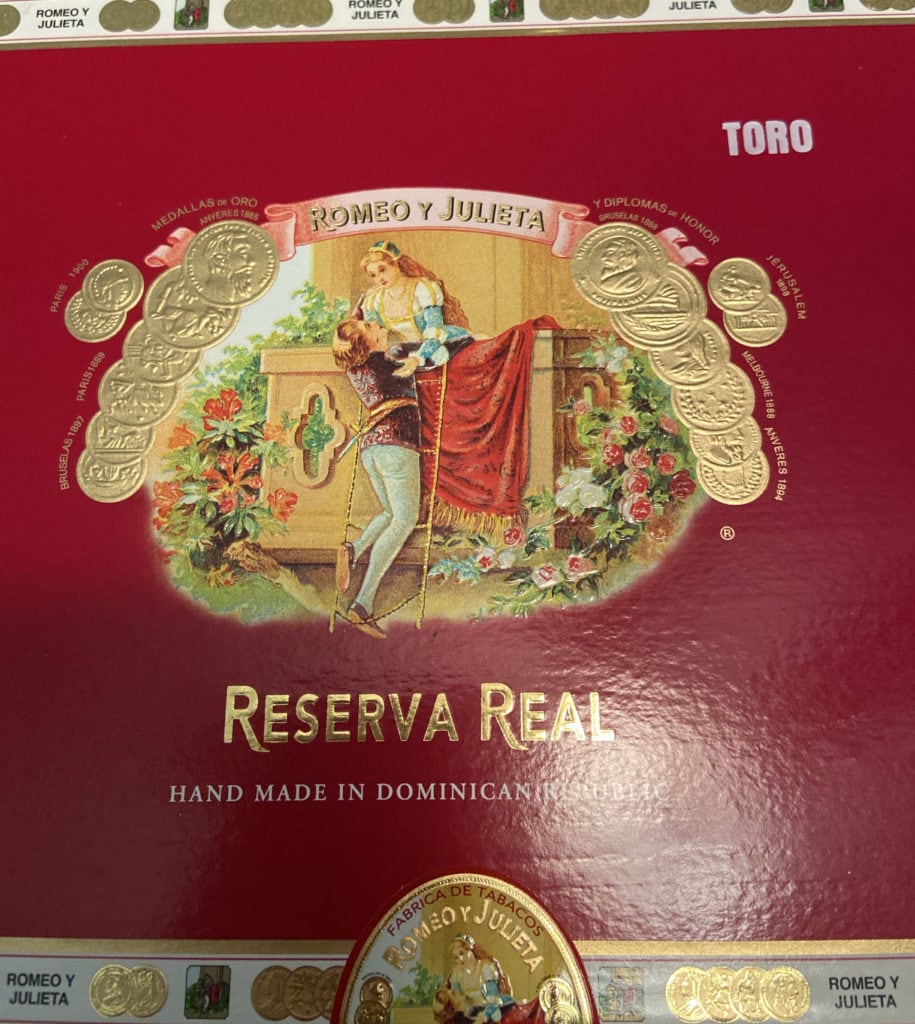 ROMEO Y
JULIETA
ROMEO Y
JULIETA
JULIETA
TORO
MEDALLAS DE ORO
ANVERES 1885
ROMEO Y JULIETA
Y DIPLOMAS DE HONOR
BRUSELAS 1888
PARIS 1900
JERUSALEM
1898
PARIS 1889
MELBOURNE 1888
BRUSELAS 1897
ANVERES 1894
®
RESERVA REAL
HAND MADE IN DOMINICAN REPUBLIC
FABRICA DE TABACOS
ROMEO Y JULIETA
ROMEO Y
JULIETA
ROMEO Y
JULIETA